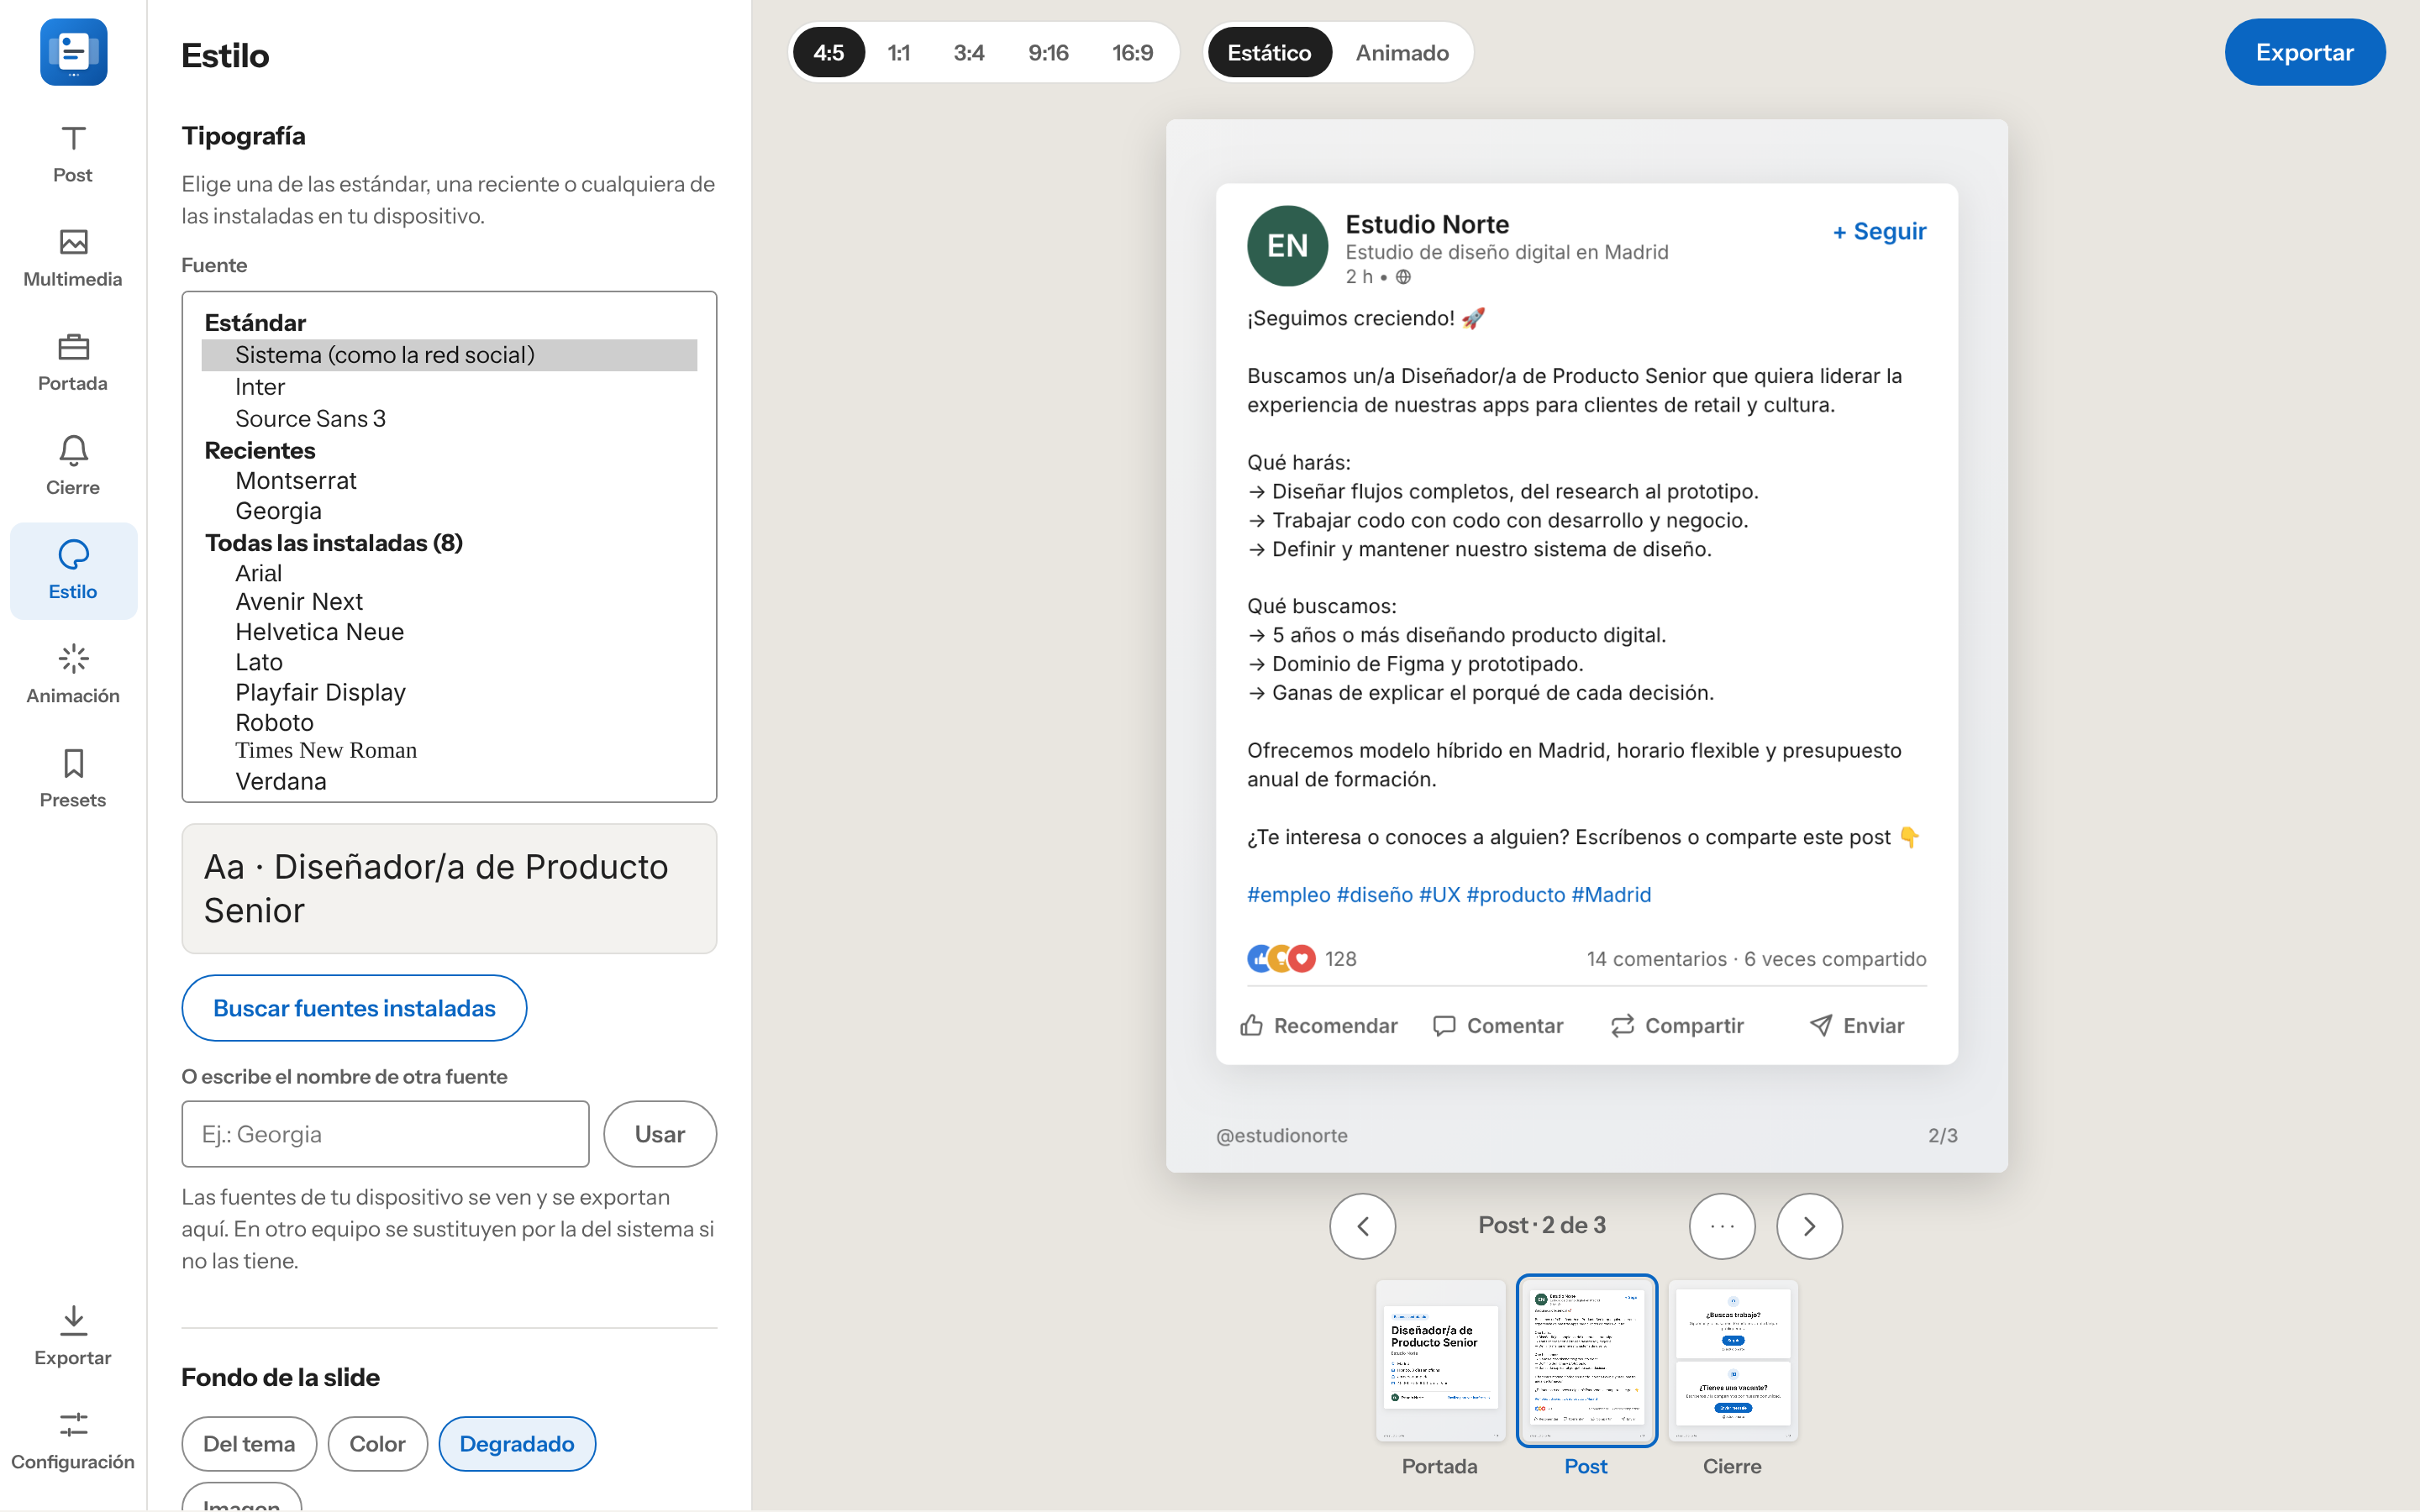 Post
Multimedia
Portada
Cierre
Estilo
Animación
Presets
Exportar
Configuración
Estilo
Tipografía
Elige una de las estándar, una reciente o cualquiera de
las instaladas en tu dispositivo.
Fuente
Estándar
Sistema (como la red social)
Inter
Source Sans 3
Recientes
Montserrat
Georgia
Todas las instaladas (8)
Arial
Avenir Next
Helvetica Neue
Lato
Playfair Display
Roboto
Times New Roman
Verdana
Aa · Diseñador/a de Producto
Senior
Buscar fuentes instaladas
O escribe el nombre de otra fuente
Ej.: Georgia
Usar
Las fuentes de tu dispositivo se ven y se exportan
aquí. En otro equipo se sustituyen por la del sistema si
no las tiene.
Fondo de la slide
Del tema
Color
Degradado
Imagen
4:5 1:1 3:4 9:16 16:9
Estático Animado
Exportar
EN
Estudio Norte
Estudio de diseño digital en Madrid
2 h •
+ Seguir
¡Seguimos creciendo! 🚀
Buscamos un/a Diseñador/a de Producto Senior que quiera liderar la
experiencia de nuestras apps para clientes de retail y cultura.
Qué harás:
→ Diseñar flujos completos, del research al prototipo.
→ Trabajar codo con codo con desarrollo y negocio.
→ Definir y mantener nuestro sistema de diseño.
Qué buscamos:
→ 5 años o más diseñando producto digital.
→ Dominio de Figma y prototipado.
→ Ganas de explicar el porqué de cada decisión.
Ofrecemos modelo híbrido en Madrid, horario flexible y presupuesto
anual de formación.
¿Te interesa o conoces a alguien? Escríbenos o comparte este post 👇
#empleo #diseño #UX #producto #Madrid
128
14 comentarios · 6 veces compartido
Recomendar
Comentar
Compartir
Enviar
@estudionorte
2/3
Post · 2 de 3
Diseñador/a de
Producto Senior
¿Buscas trabajo?
¿Tienes una vacante?
Portada
Post
Cierre